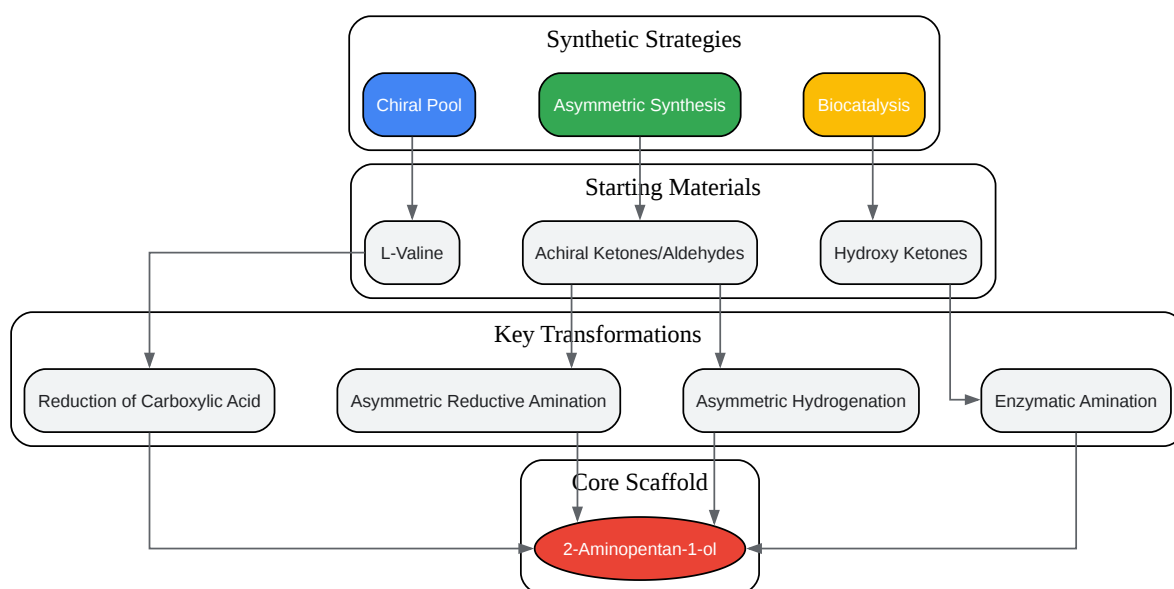 Synthetic Strategies
Chiral Pool
Asymmetric Synthesis
Biocatalysis
Starting Materials
L-Valine
Achiral Ketones/Aldehydes
Hydroxy Ketones
Key Transformations
Reduction of Carboxylic Acid
Asymmetric Reductive Amination
Asymmetric Hydrogenation
Enzymatic Amination
Core Scaffold
2-Aminopentan-1-ol